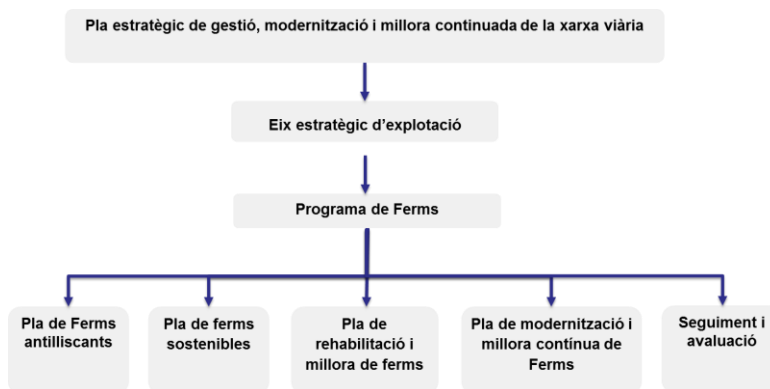 Pla estratègic de gestió, modernització i millora continuada de la xarxa viària
Eix estratègic d'explotació
Programa de Ferms
Pla de Ferms
antilliscants
Pla de ferms
sostenibles
Pla de
rehabilitació i
millora de ferms
Pla de modernització i
millora contínua de
Ferms
Seguiment i
avaluació